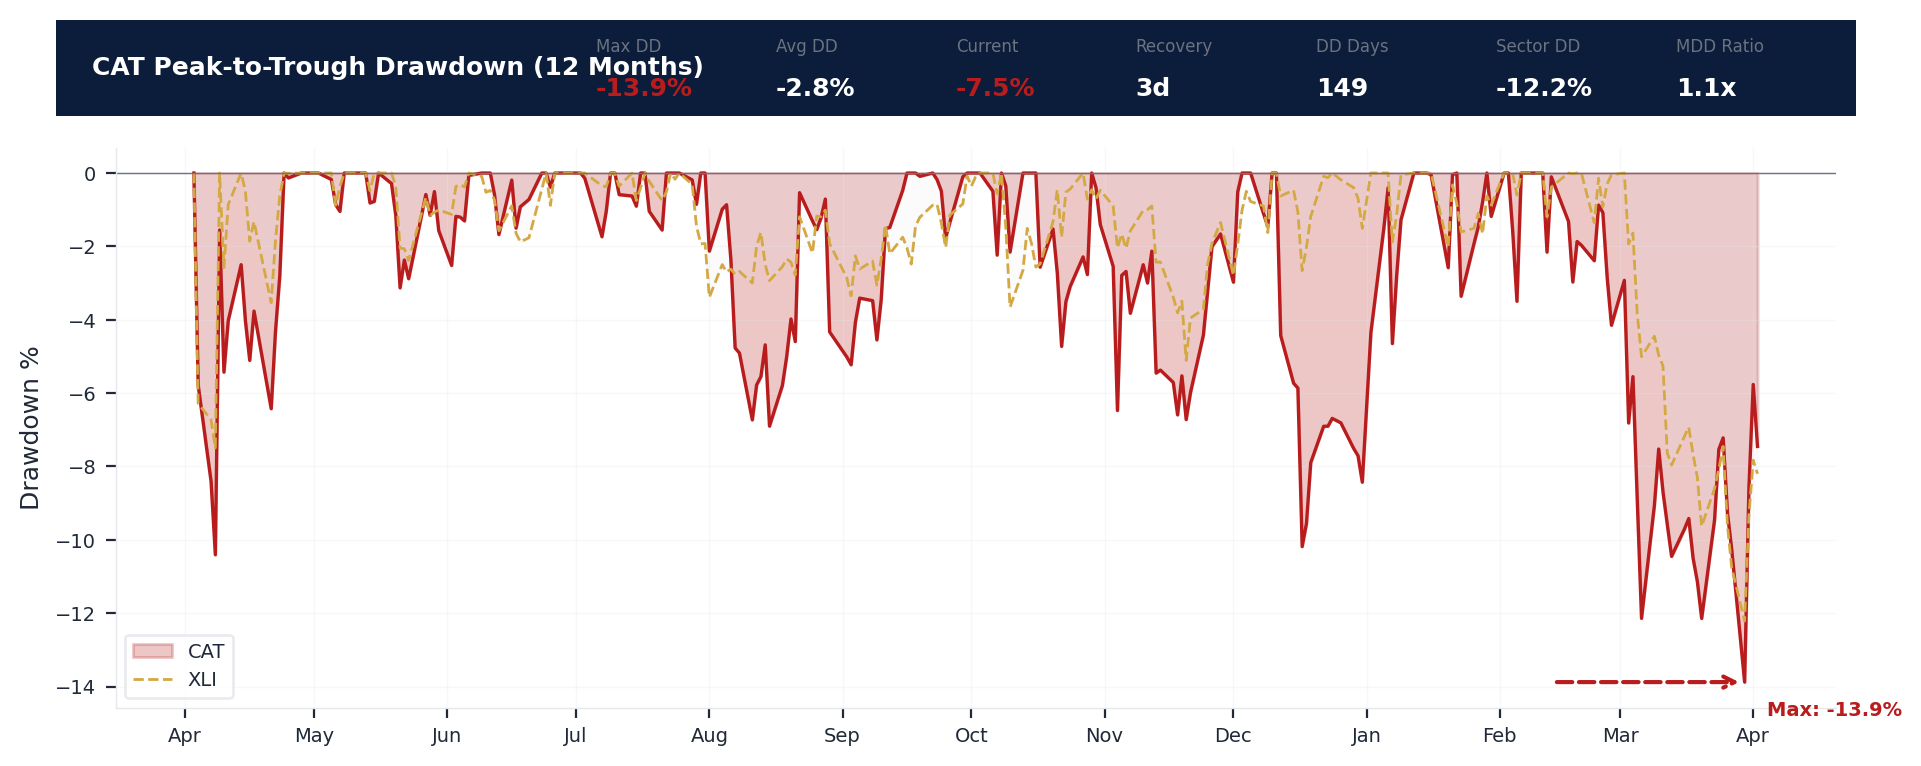 CAT Peak-to-Trough Drawdown (12 Months)
Max DD
-13.9%
Avg DD
-2.8%
Current
-7.5%
Recovery
3d
DD Days
149
Sector DD
-12.2%
MDD Ratio
1.1x
Drawdown %
0
−2
−4
−6
−8
−10
−12
−14
CAT
XLI
Max: -13.9%
Apr
May
Jun
Jul
Aug
Sep
Oct
Nov
Dec
Jan
Feb
Mar
Apr